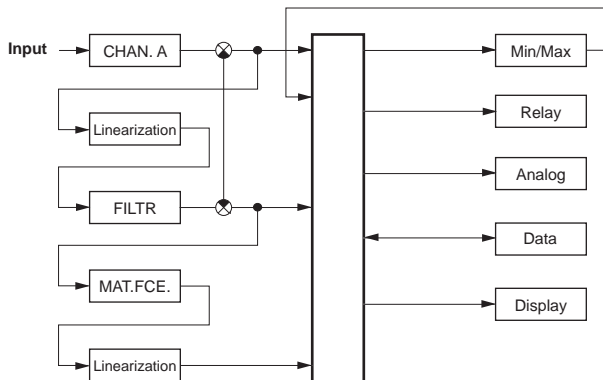 Input
CHAN. A
Linearization
FILTR
MAT.FCE.
Linearization
Min/Max
Relay
Analog
Data
Display